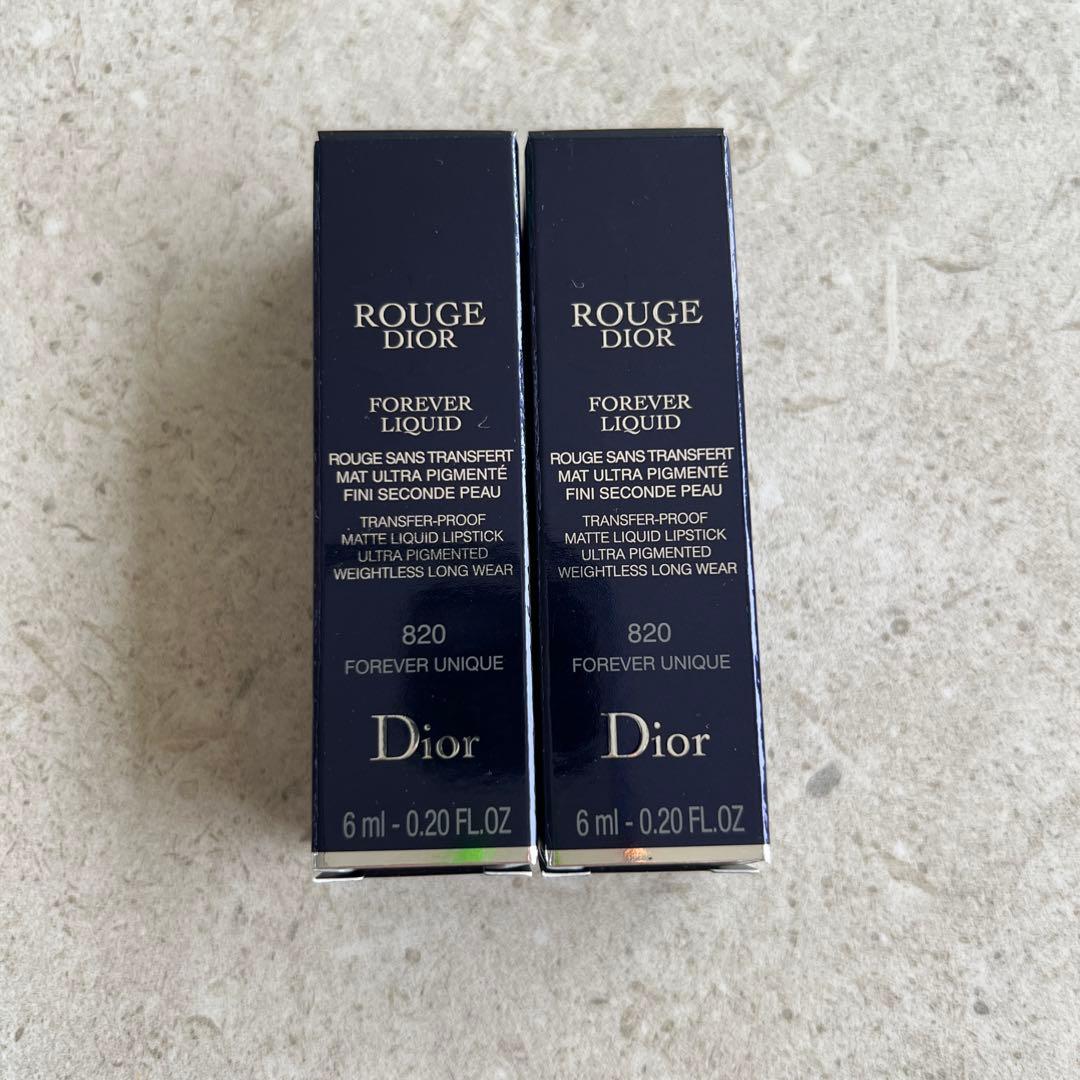 ROUGE
DIOR
FOREVER
LIQUID
ROUGE SANS TRANSFERT
MAT ULTRA PIGMENTÉ
FINI SECONDE PEAU
TRANSFER-PROOF
MATTE LIQUID LIPSTICK
ULTRA PIGMENTED
WEIGHTLESS LONG WEAR
820
FOREVER UNIQUE
Dior
6 ml - 0.20 FL.OZ
ROUGE
DIOR
FOREVER
LIQUID
ROUGE SANS TRANSFERT
MAT ULTRA PIGMENTÉ
FINI SECONDE PEAU
TRANSFER-PROOF
MATTE LIQUID LIPSTICK
ULTRA PIGMENTED
WEIGHTLESS LONG WEAR
820
FOREVER UNIQUE
Dior
6 ml - 0.20 FL.OZ